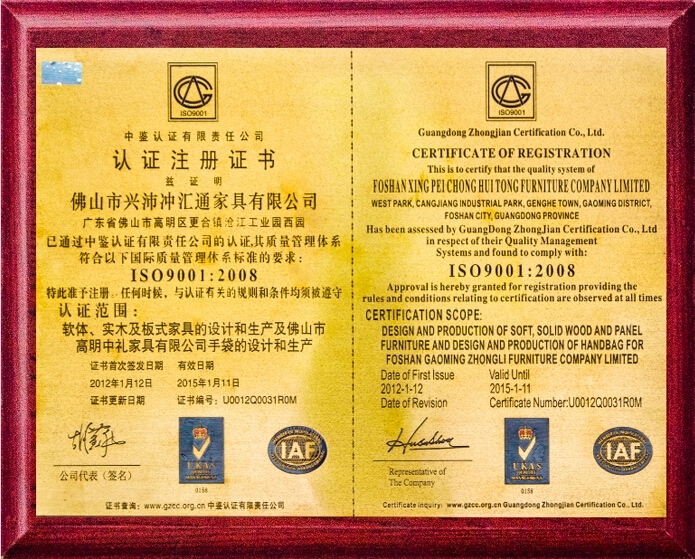 ISO9001
中鉴认证有限责任公司
认证注册证书
兹证明
佛山市兴沛冲汇通家具有限公司
广东省佛山市高明区更合镇沧江工业园西园
已通过中鉴认证有限责任公司的认证,其质量管理体系
符合以下国际质量管理体系标准的要求:
ISO9001:2008
特此准予注册。任何时候,与认证有关的规则和条件均须被遵守
认证范围:
软体、实木及板式家具的设计和生产及佛山市
高明中礼家具有限公司手袋的设计和生产
证书首次签发日期 有效日期
2012年1月12日 2015年1月11日
证书更新日期 证书编号: U0012Q0031R0M
UKAS
QUALITY
MANAGEMENT
0158
IAF
公司代表(签名)
证书查询: www.gzcc.org.cn 中鉴认证有限责任公司
ISO9001
Guangdong Zhongjian Certification Co., Ltd.
CERTIFICATE OF REGISTRATION
This is to certify that the quality system of
FOSHAN XING PEI CHONG HUI TONG FURNITURE COMPANY LIMITED
WEST PARK, CANGJIANG INDUSTRIAL PARK, GENGHE TOWN, GAOMING DISTRICT,
FOSHAN CITY, GUANGDONG PROVINCE
Has been assessed by GuangDong ZhongJian Certification Co., Ltd
in respect of their Quality Management
Systems and found to comply with:
ISO9001:2008
Approval is hereby granted for registration providing the
rules and conditions relating to certification are observed at all times
CERTIFICATION SCOPE:
DESIGN AND PRODUCTION OF SOFT, SOLID WOOD AND PANEL
FURNITURE AND DESIGN AND PRODUCTION OF HANDBAG FOR
FOSHAN GAOMING ZHONGLI FURNITURE COMPANY LIMITED
Date of First Issue Valid Until
2012-1-12 2015-1-11
Date of Revision Certificate Number:U0012Q0031R0M
UKAS
QUALITY
MANAGEMENT
0158
IAF
Representative of
The Company
Certificate inquiry: www.gzcc.org.cn Guangdong Zhongjian Certification Co., Ltd.